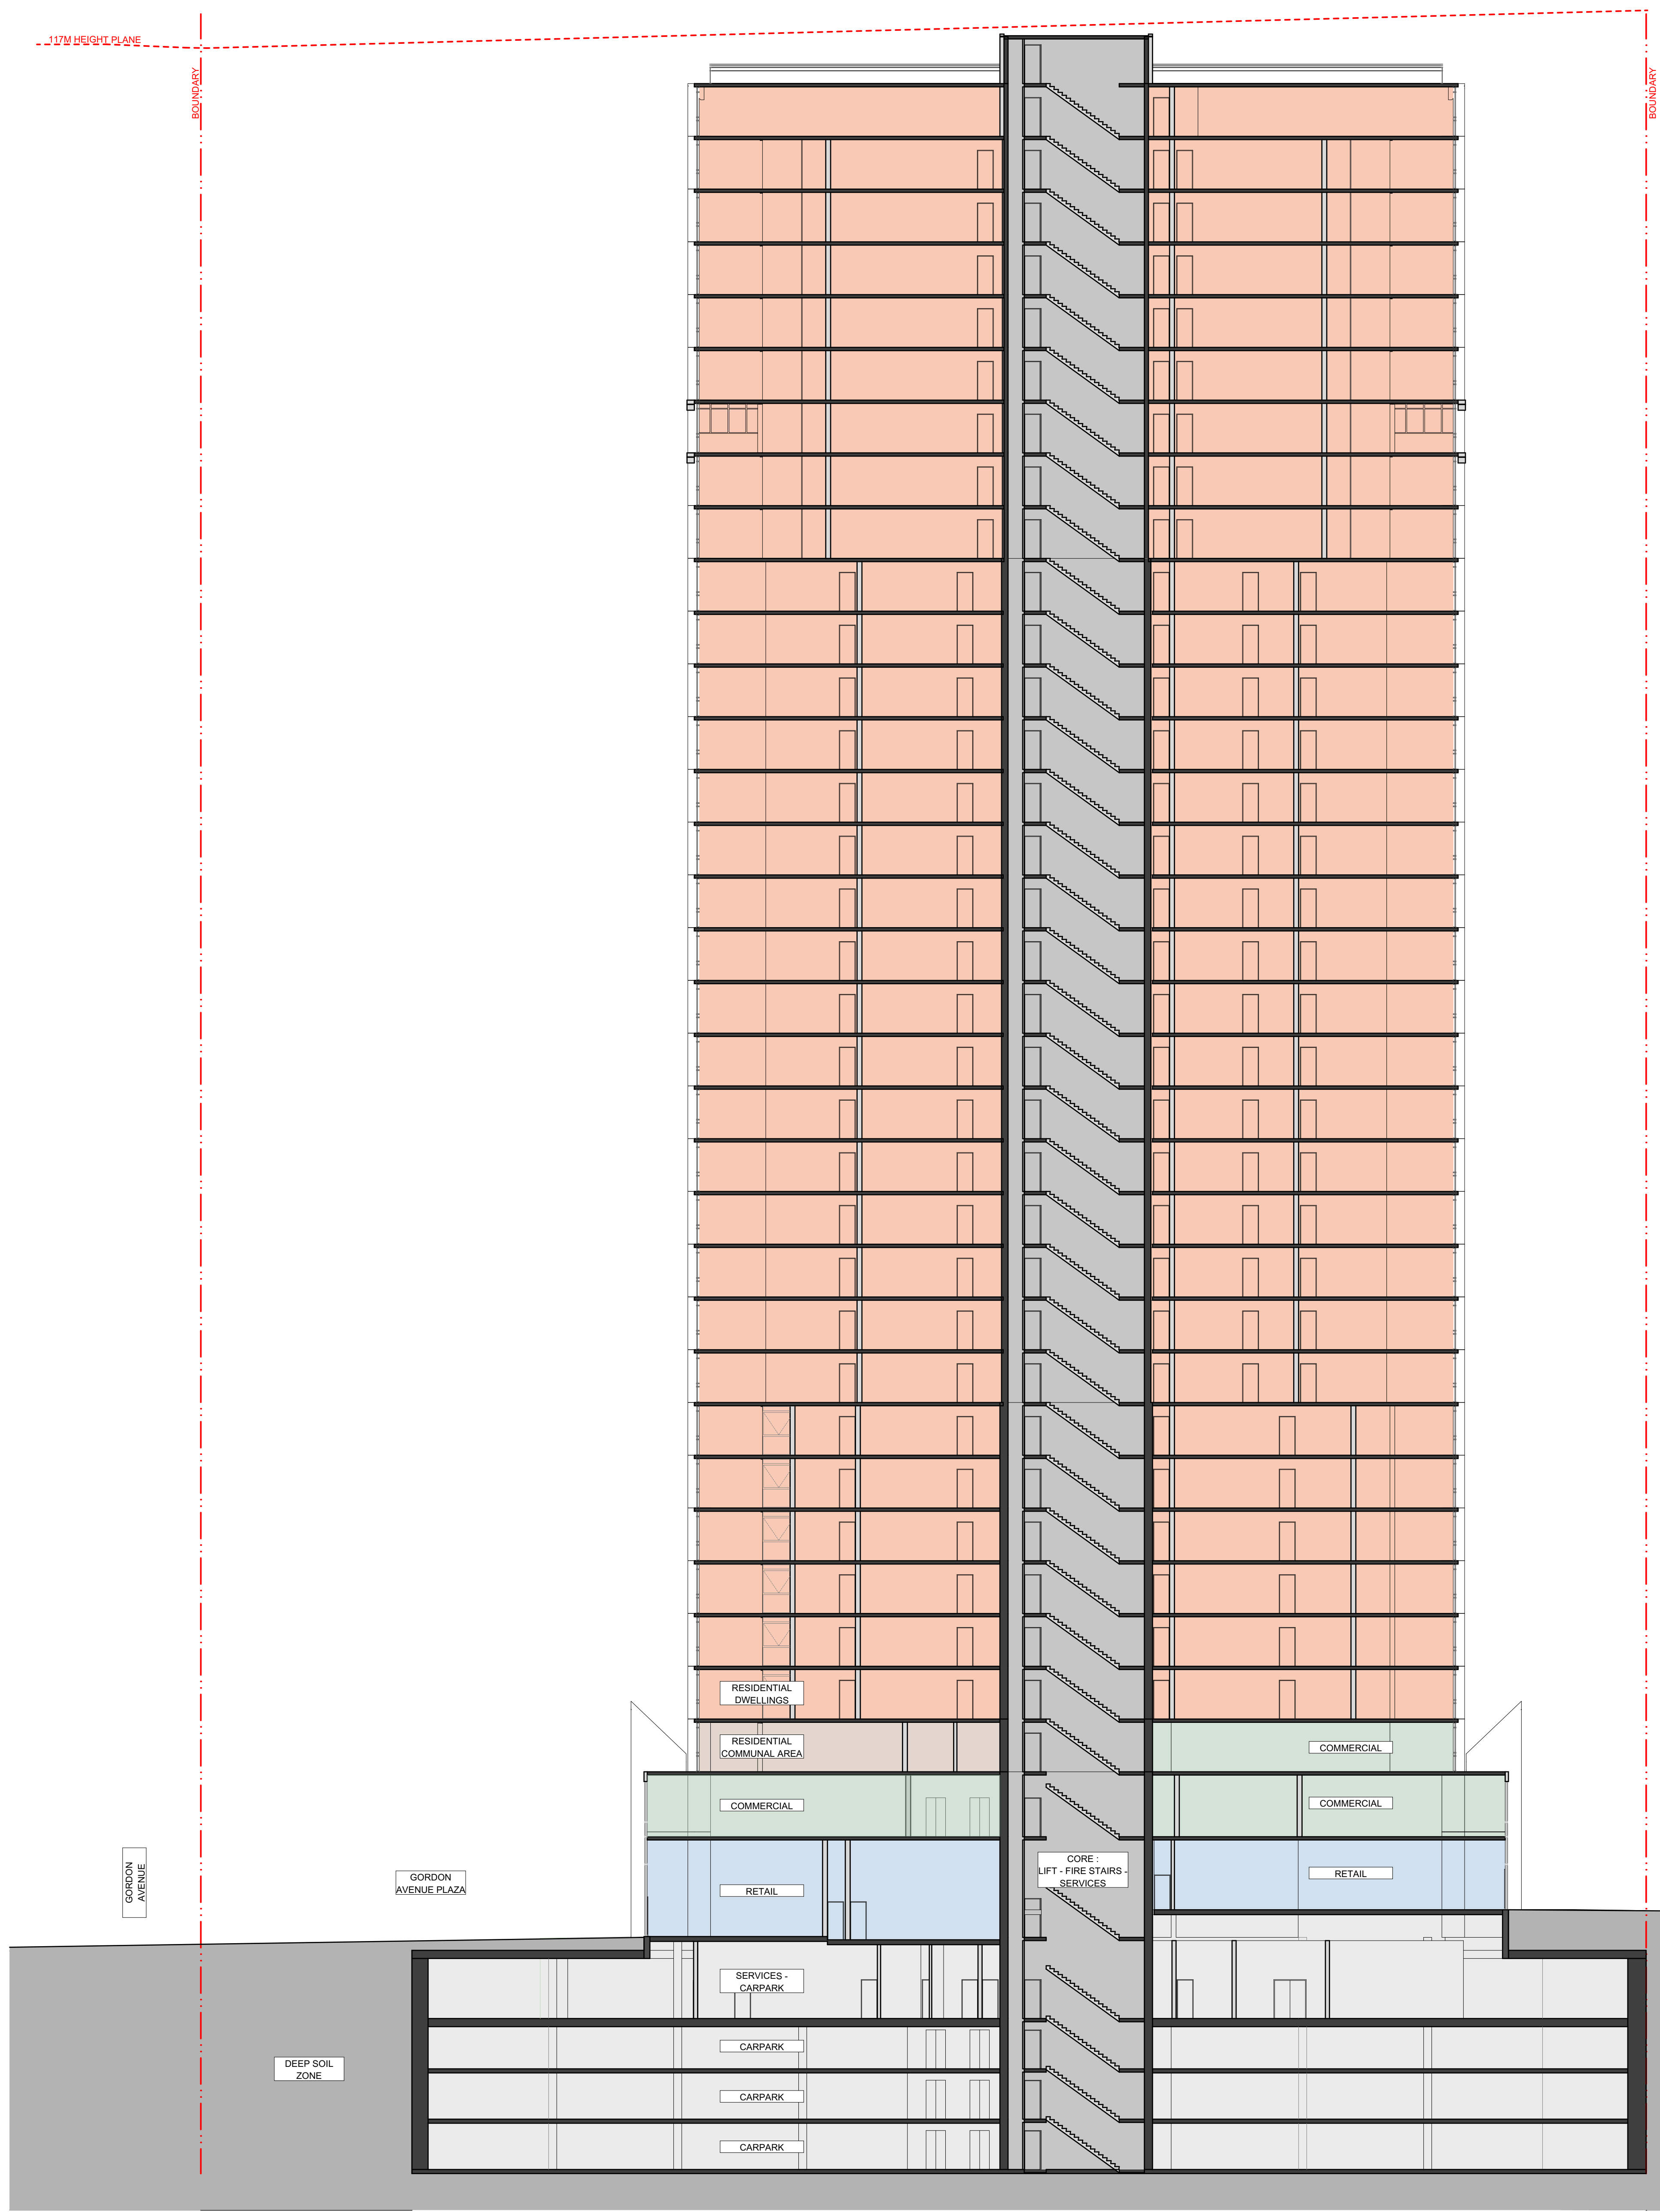 117M HEIGHT PLANE
BOUNDARY
BOUNDARY
RESIDENTIAL
DWELLINGS
RESIDENTIAL
COMMUNAL AREA
COMMERCIAL
COMMERCIAL
COMMERCIAL
GORDON
AVENUE
GORDON
AVENUE PLAZA
RETAIL
CORE :
LIFT - FIRE STAIRS -
SERVICES
RETAIL
SERVICES -
CARPARK
CARPARK
DEEP SOIL
ZONE
CARPARK
CARPARK